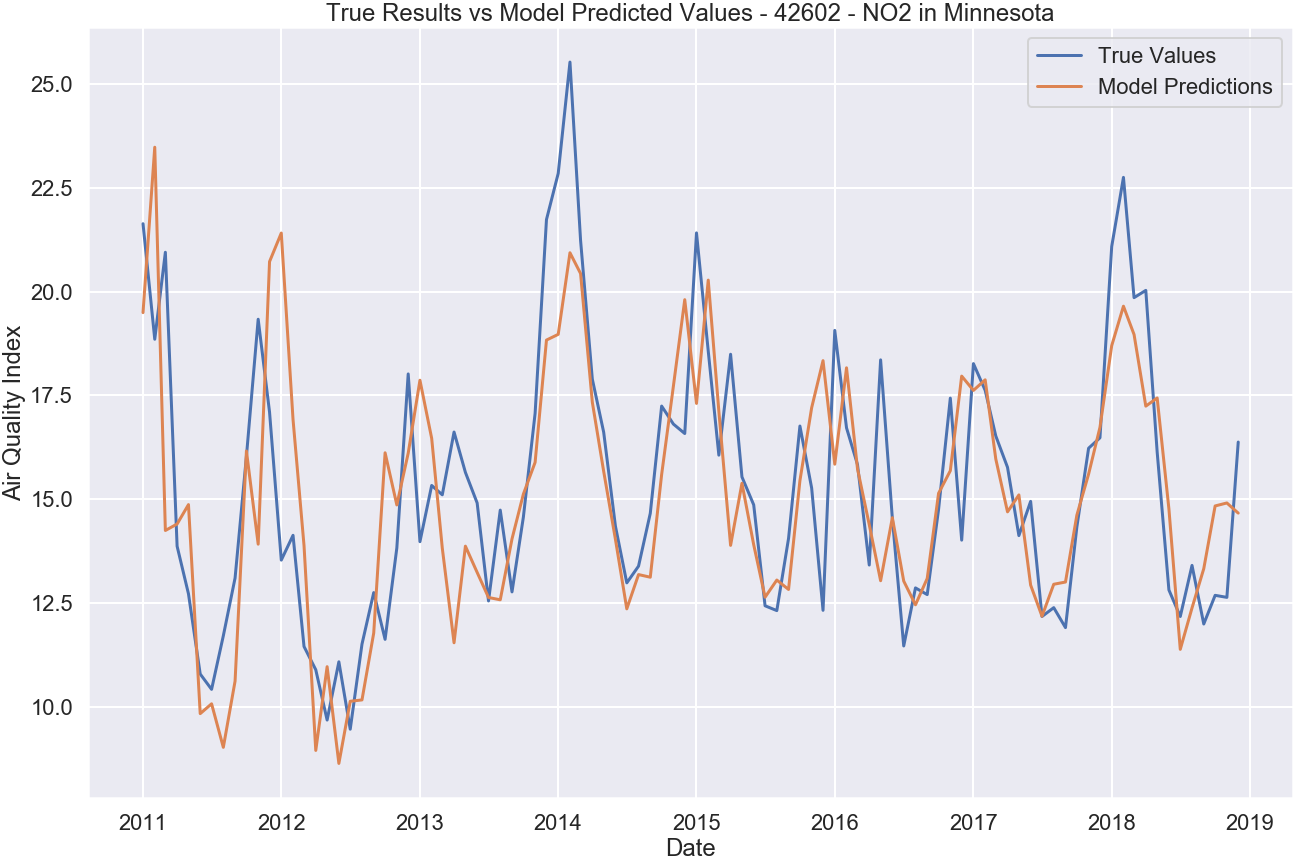 True Results vs Model Predicted Values - 42602 - NO2 in Minnesota
True Values
Model Predictions
Air Quality Index
25.0
22.5
20.0
17.5
15.0
12.5
10.0
2011 2012 2013 2014 2015 2016 2017 2018 2019
Date